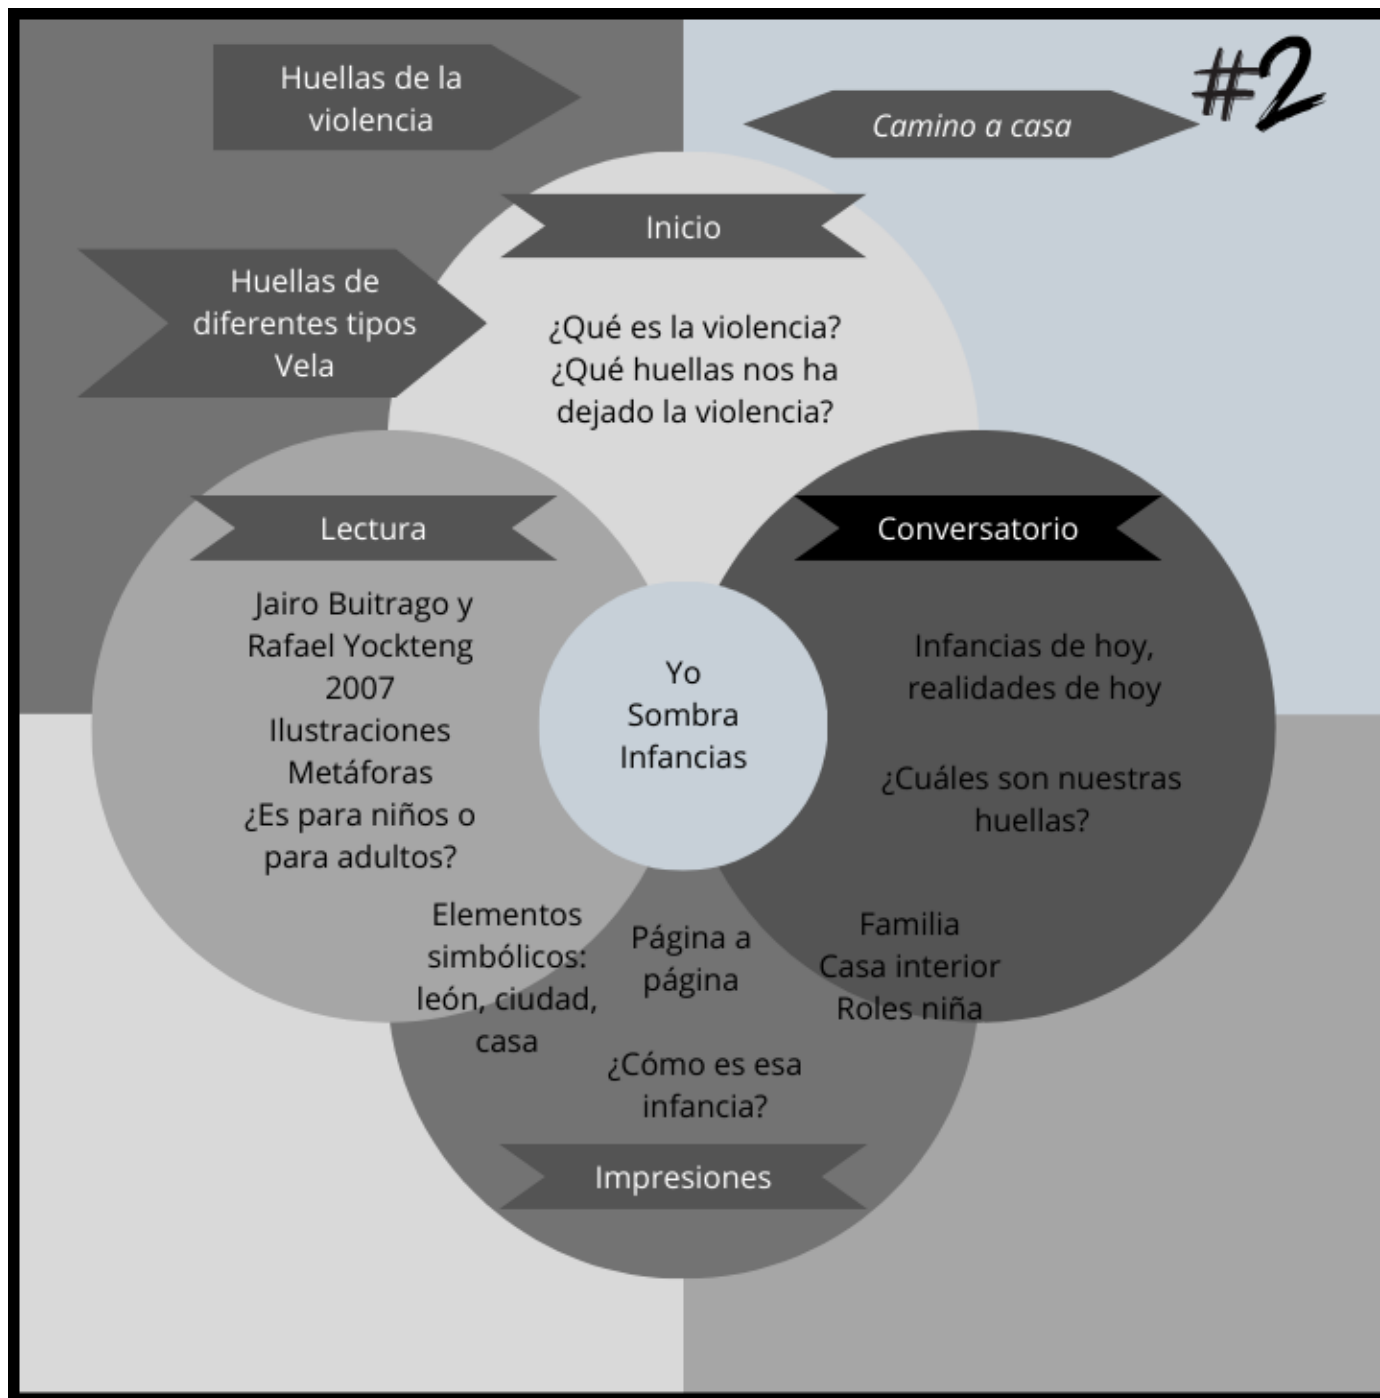 Huellas de la
violencia
#2
Camino a casa
Inicio
Huellas de
diferentes tipos
Vela
¿Qué es la violencia?
¿Qué huellas nos ha
dejado la violencia?
Lectura
Jairo Buitrago y
Rafael Yockteng
2007
Ilustraciones
Metáforas
¿Es para niños o
para adultos?
Yo
Sombra
Infancias
Conversatorio
Infancias de hoy,
realidades de hoy
¿Cuáles son nuestras
huellas?
Elementos
simbólicos:
león, ciudad,
casa
Página a
página
Familia
Casa interior
Roles niña
¿Cómo es esa
infancia?
Impresiones